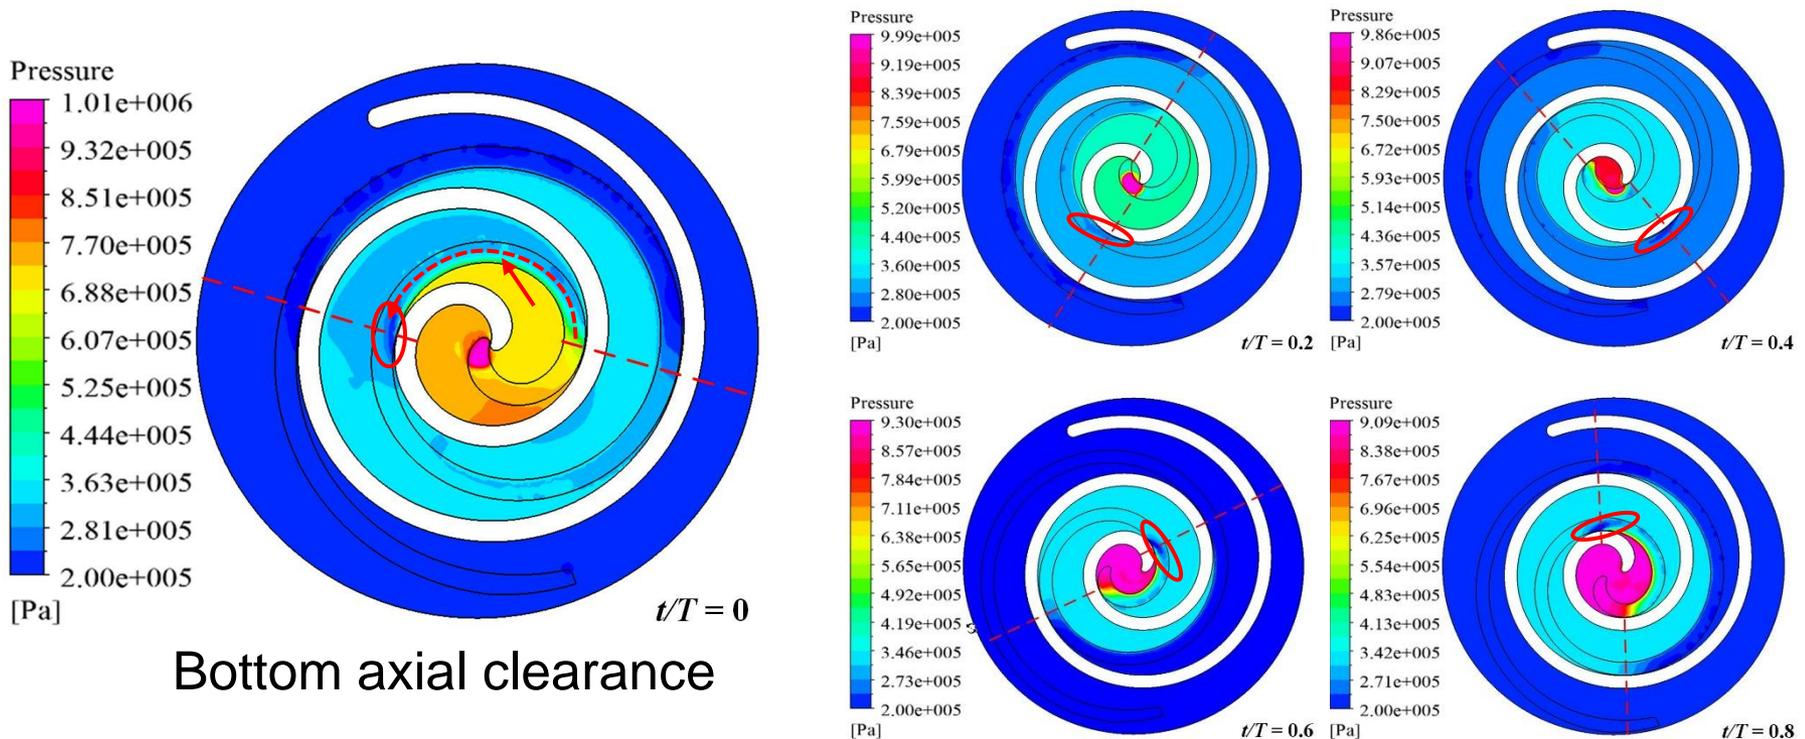 Pressure
1.01e+006
9.32e+005
8.51e+005
7.70e+005
6.88e+005
6.07e+005
5.25e+005
4.44e+005
3.63e+005
2.81e+005
2.00e+005
[Pa]
t/T = 0
Bottom axial clearance
Pressure
9.99e+005
9.19e+005
8.39e+005
7.59e+005
6.79e+005
5.99e+005
5.20e+005
4.40e+005
3.60e+005
2.80e+005
2.00e+005
[Pa]
t/T = 0.2
Pressure
9.86e+005
9.07e+005
8.29e+005
7.50e+005
6.72e+005
5.93e+005
5.14e+005
4.36e+005
3.57e+005
2.79e+005
2.00e+005
[Pa]
t/T = 0.4
Pressure
9.30e+005
8.57e+005
7.84e+005
7.11e+005
6.38e+005
5.65e+005
4.92e+005
4.19e+005
3.46e+005
2.73e+005
2.00e+005
[Pa]
t/T = 0.6
Pressure
9.09e+005
8.38e+005
7.67e+005
6.96e+005
6.25e+005
5.54e+005
4.83e+005
4.13e+005
3.42e+005
2.71e+005
2.00e+005
[Pa]
t/T = 0.8